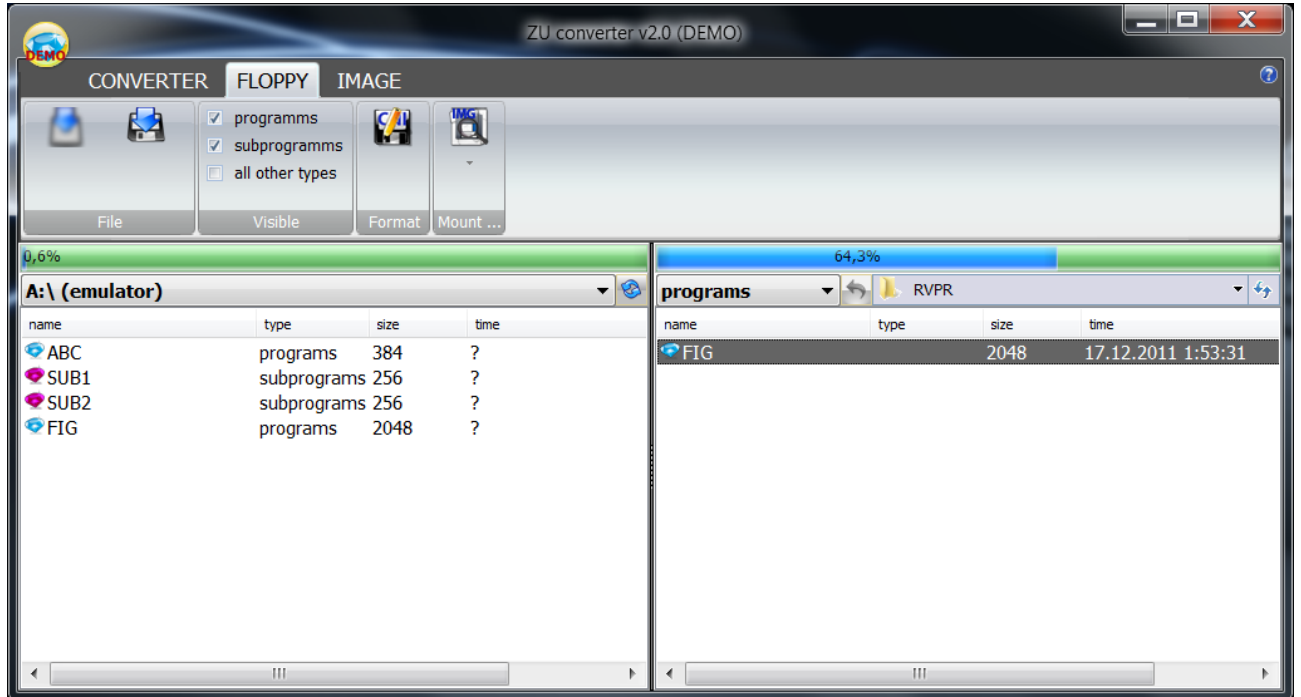 ZU converter v2.0 (DEMO)
DEMO
CONVERTER FLOPPY IMAGE
programms
subprogramms
all other types
IMG
File Visible Format Mount ...
0,6% 64,3%
A:\ (emulator) programs RVPR
name type size time name type size time
ABC programs 384 ? FIG 2048 17.12.2011 1:53:31
SUB1 subprograms 256 ?
SUB2 subprograms 256 ?
FIG programs 2048 ?